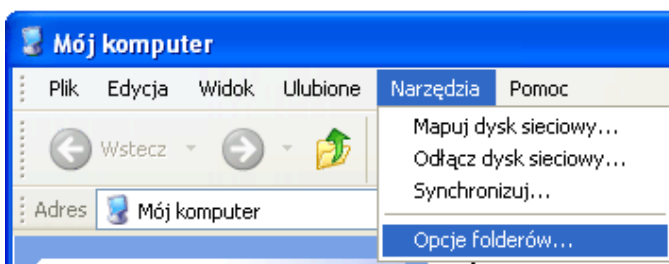 Mój komputer
Plik Edycja Widok Ulubione Narzędzia Pomoc
Mapuj dysk sieciowy...
Wstecz
Odłącz dysk sieciowy...
Synchronizuj...
Adres Mój komputer
Opcje folderów...